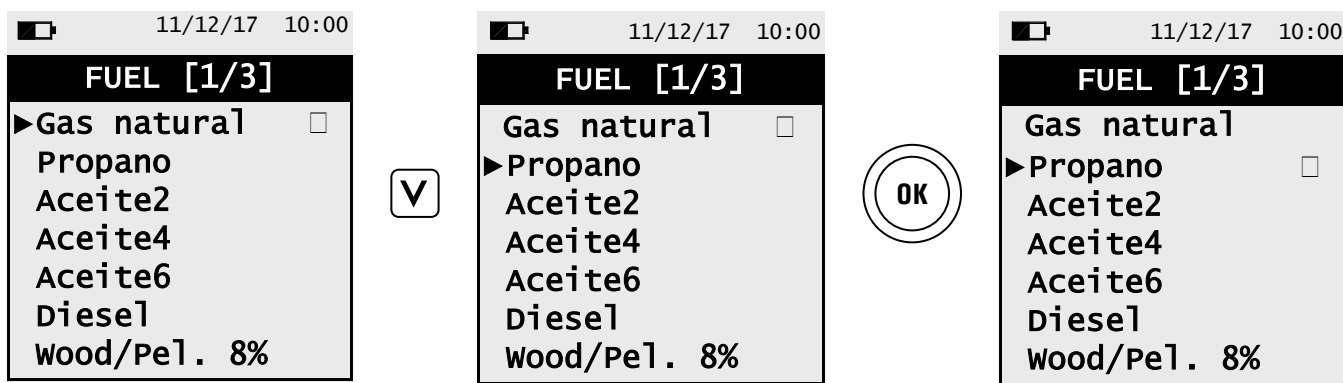 11/12/17 10:00
FUEL [1/3]
►Gas natural □
Propano
Aceite2
Aceite4
Aceite6
Diesel
Wood/Pel. 8%
V
11/12/17 10:00
FUEL [1/3]
Gas natural □
►Propano
Aceite2
Aceite4
Aceite6
Diesel
Wood/Pel. 8%
OK
11/12/17 10:00
FUEL [1/3]
Gas natural
►Propano □
Aceite2
Aceite4
Aceite6
Diesel
Wood/Pel. 8%